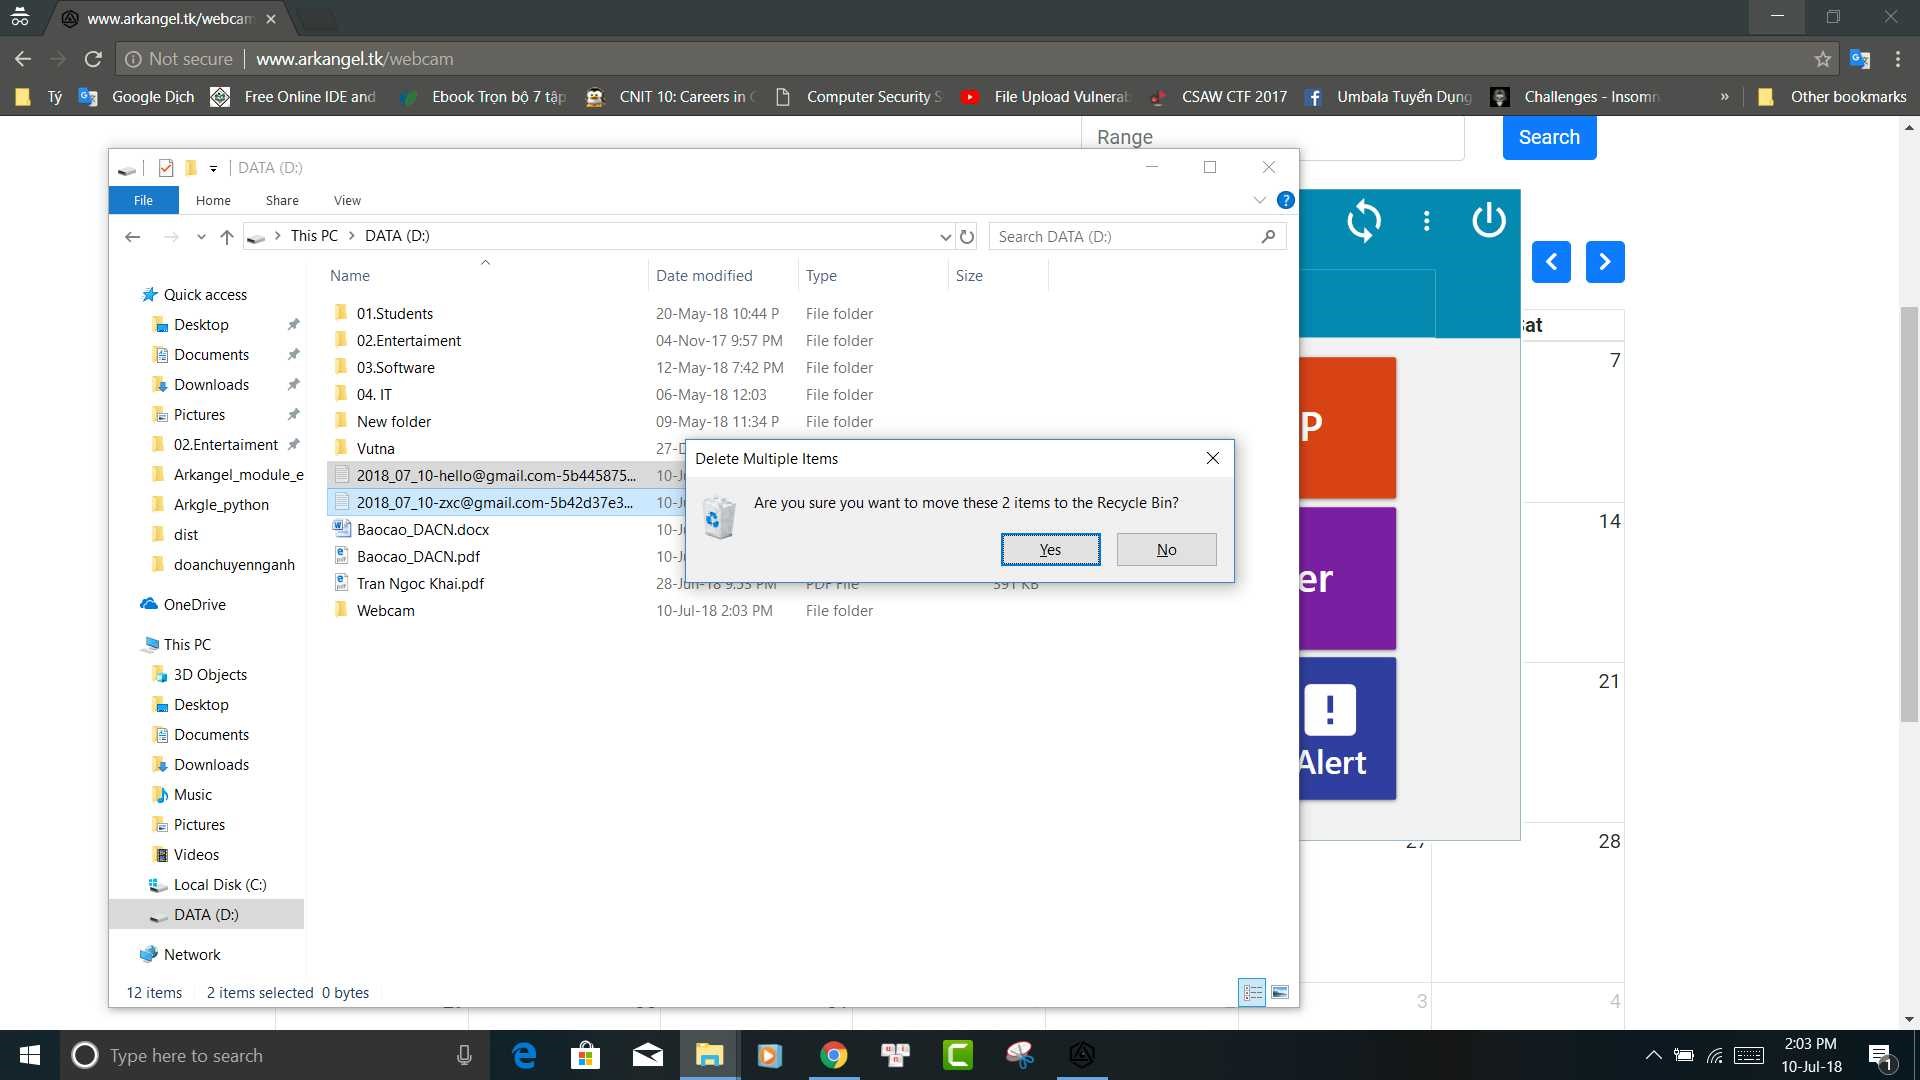 www.arkangel.tk/webcam
Not secure www.arkangel.tk/webcam
Tý Google Dịch Free Online IDE and Ebook Trọn bộ 7 tập CNIT 10: Careers in Computer Security S File Upload Vulnerab CSAW CTF 2017 Umbala Tuyển Dụng Challenges - Insomn » Other bookmarks
Range Search
DATA (D:)
File Home Share View
This PC > DATA (D:) Search DATA (D:)
Name Date modified Type Size
Quick access
Desktop
Documents
Downloads
Pictures
02.Entertaiment
Arkangel_module_e
Arkgle_python
dist
doanchuyennganh
OneDrive
This PC
3D Objects
Desktop
Documents
Downloads
Music
Pictures
Videos
Local Disk (C:)
DATA (D:)
Network
01.Students 20-May-18 10:44 P File folder
02.Entertaiment 04-Nov-17 9:57 PM File folder
03.Software 12-May-18 7:42 PM File folder
04. IT 06-May-18 12:03 File folder
New folder 09-May-18 11:34 P File folder
Vutna 27-D
2018_07_10-hello@gmail.com-5b445875... 10-Ju
2018_07_10-zxc@gmail.com-5b42d37e3... 10-Ju
Baocao_DACN.docx 10-Ju
Baocao_DACN.pdf 10-Ju
Tran Ngoc Khai.pdf 28-Jun-18 9:53 PM PDF File 391 KB
Webcam 10-Jul-18 2:03 PM File folder
Delete Multiple Items
Are you sure you want to move these 2 items to the Recycle Bin?
Yes No
12 items 2 items selected 0 bytes
P
er
Alert
at
7
14
21
27 28
3 4
Type here to search
2:03 PM
10-Jul-18
1